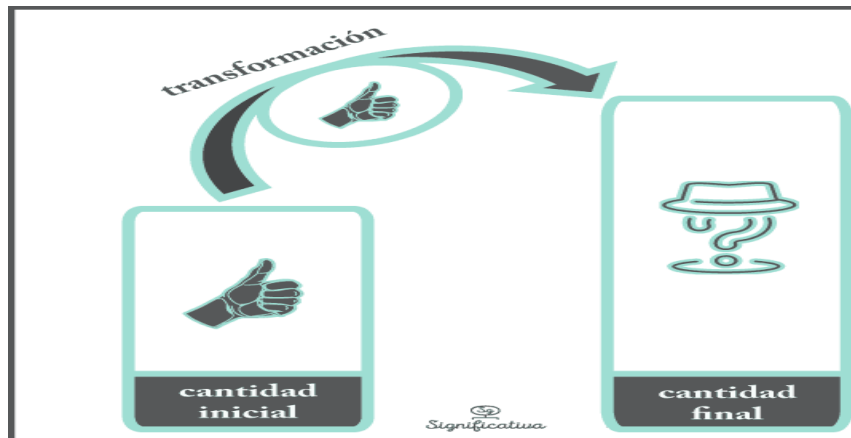 transformación
cantidad
inicial
Significativa
cantidad
final